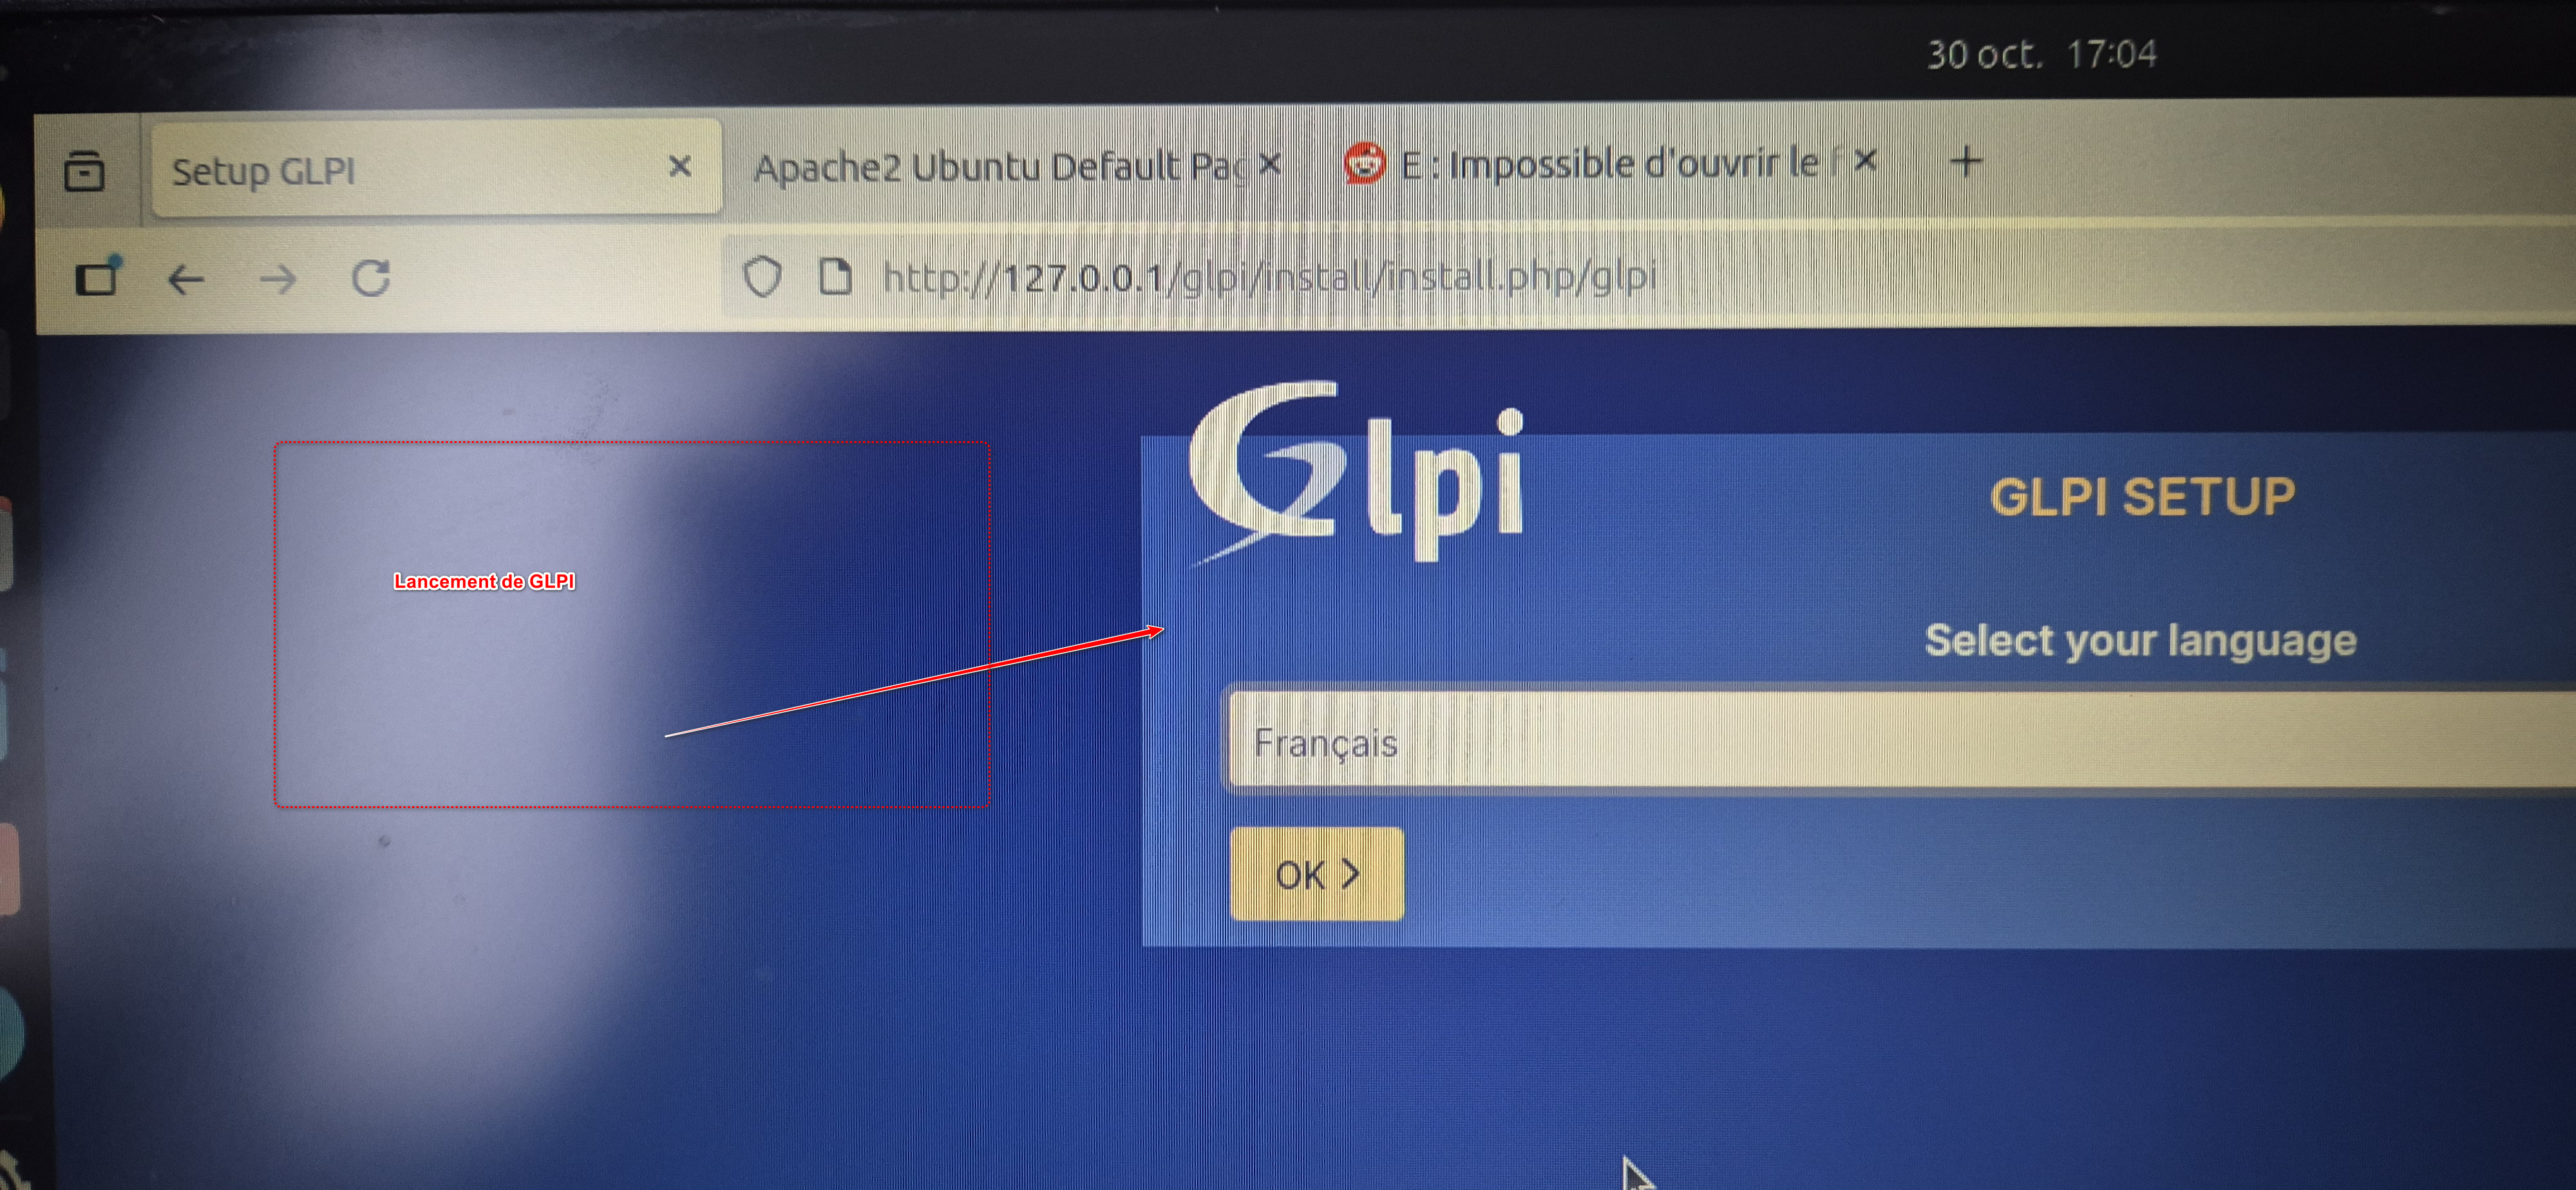 30 oct. 17:04
Setup GLPI
Apache2 Ubuntu Default Pag
E : Impossible d'ouvrir le f
http://127.0.0.1/glpi/install/install.php/glpi
Glpi
GLPI SETUP
Lancement de GLPI
Select your language
Français
OK >